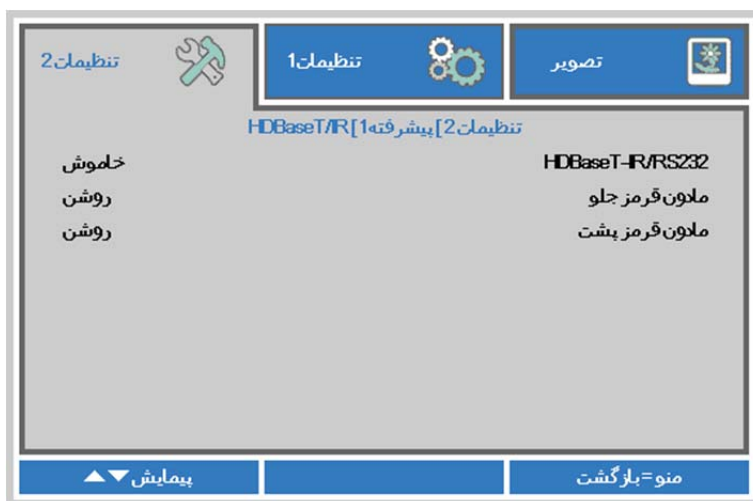 تصویر
تنظیمات1
تنظیمات2
تنظیمات2]پیشرفته1[HDBaseT/IR
HDBaseT-IR/RS232 خاموش
مادون قرمز جلو روشن
مادون قرمز پشت روشن
منو=بازگشت
پیمایش▼▲